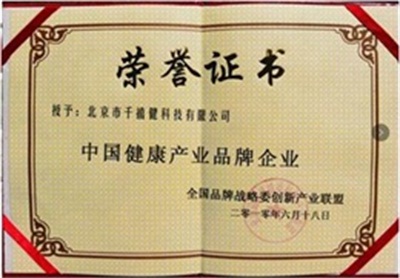 荣誉证书
授予：北京市千禧健科技有限公司
中国健康产业品牌企业
全国品牌战略委创新产业联盟
二零一零年六月十八日